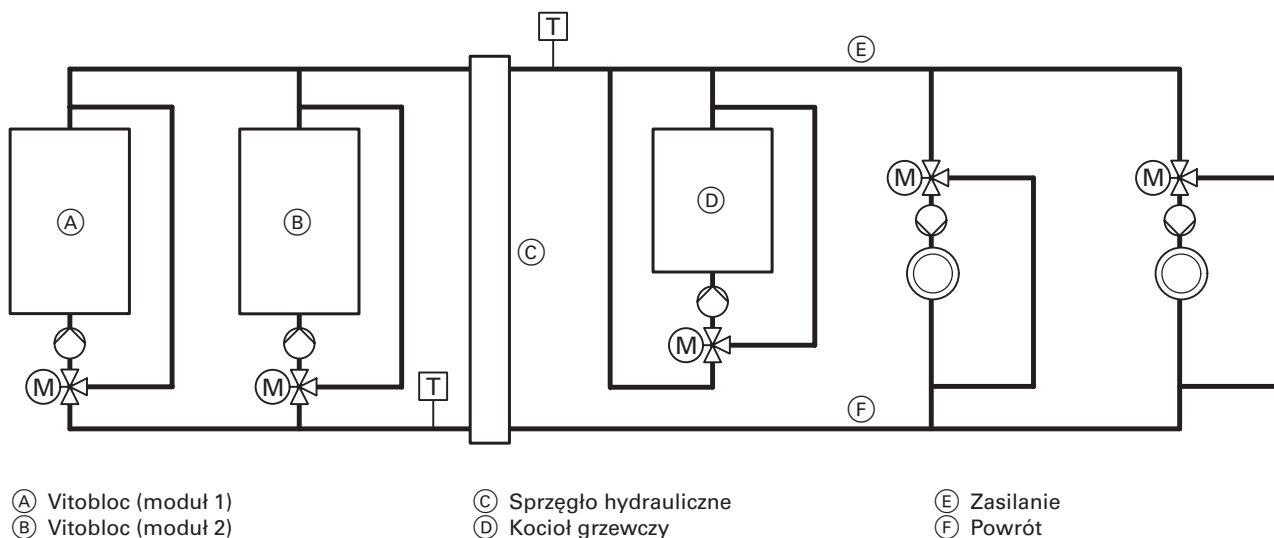 T
E
A
B
C
D
M
M
M
M
M
T
F
A Vitobloc (moduł 1)
B Vitobloc (moduł 2)
C Sprzęgło hydrauliczne
D Kocioł grzewczy
E Zasilanie
F Powrót